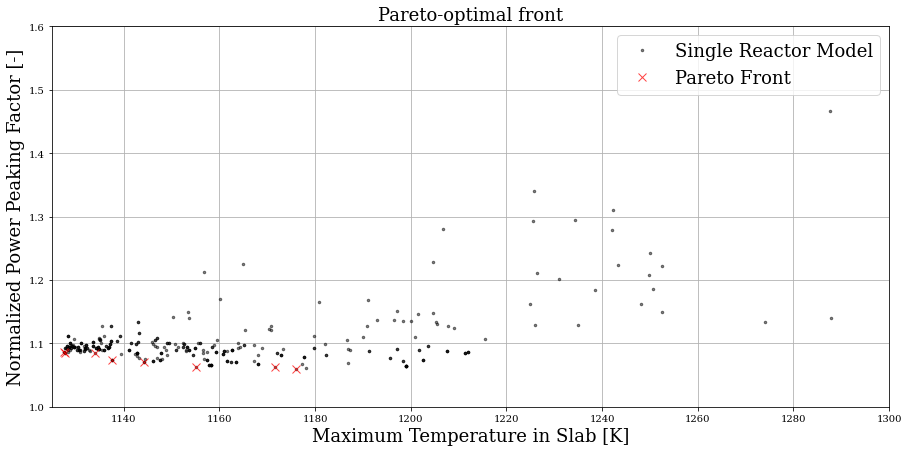 Pareto-optimal front
Normalized Power Peaking Factor [-]
1.6
1.5
1.4
1.3
1.2
1.1
1.0
Single Reactor Model
Pareto Front
1140 1160 1180 1200 1220 1240 1260 1280 1300
Maximum Temperature in Slab [K]